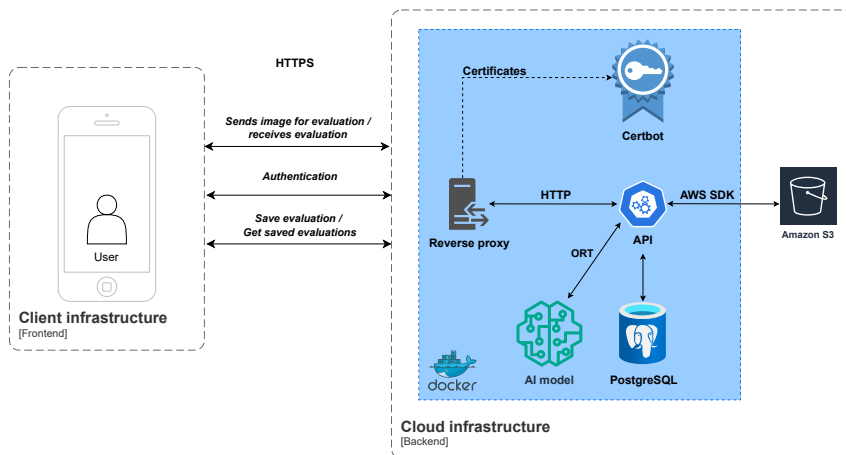 HTTPS
Sends image for evaluation /
receives evaluation
Authentication
Save evaluation /
Get saved evaluations
User
Client infrastructure
[Frontend]
Certificates
Certbot
HTTP
AWS SDK
Reverse proxy
API
Amazon S3
ORT
docker
AI model
PostgreSQL
Cloud infrastructure
[Backend]